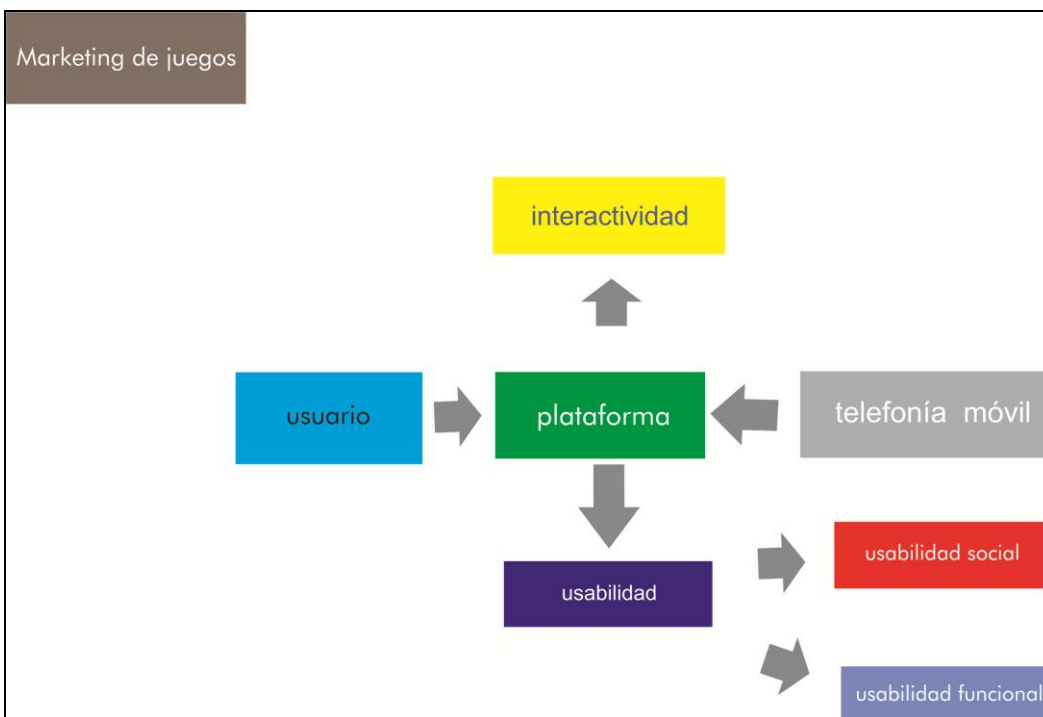 Marketing de juegos
interactividad
usuario
plataforma
telefonía móvil
usabilidad social
usabilidad
usabilidad funcional